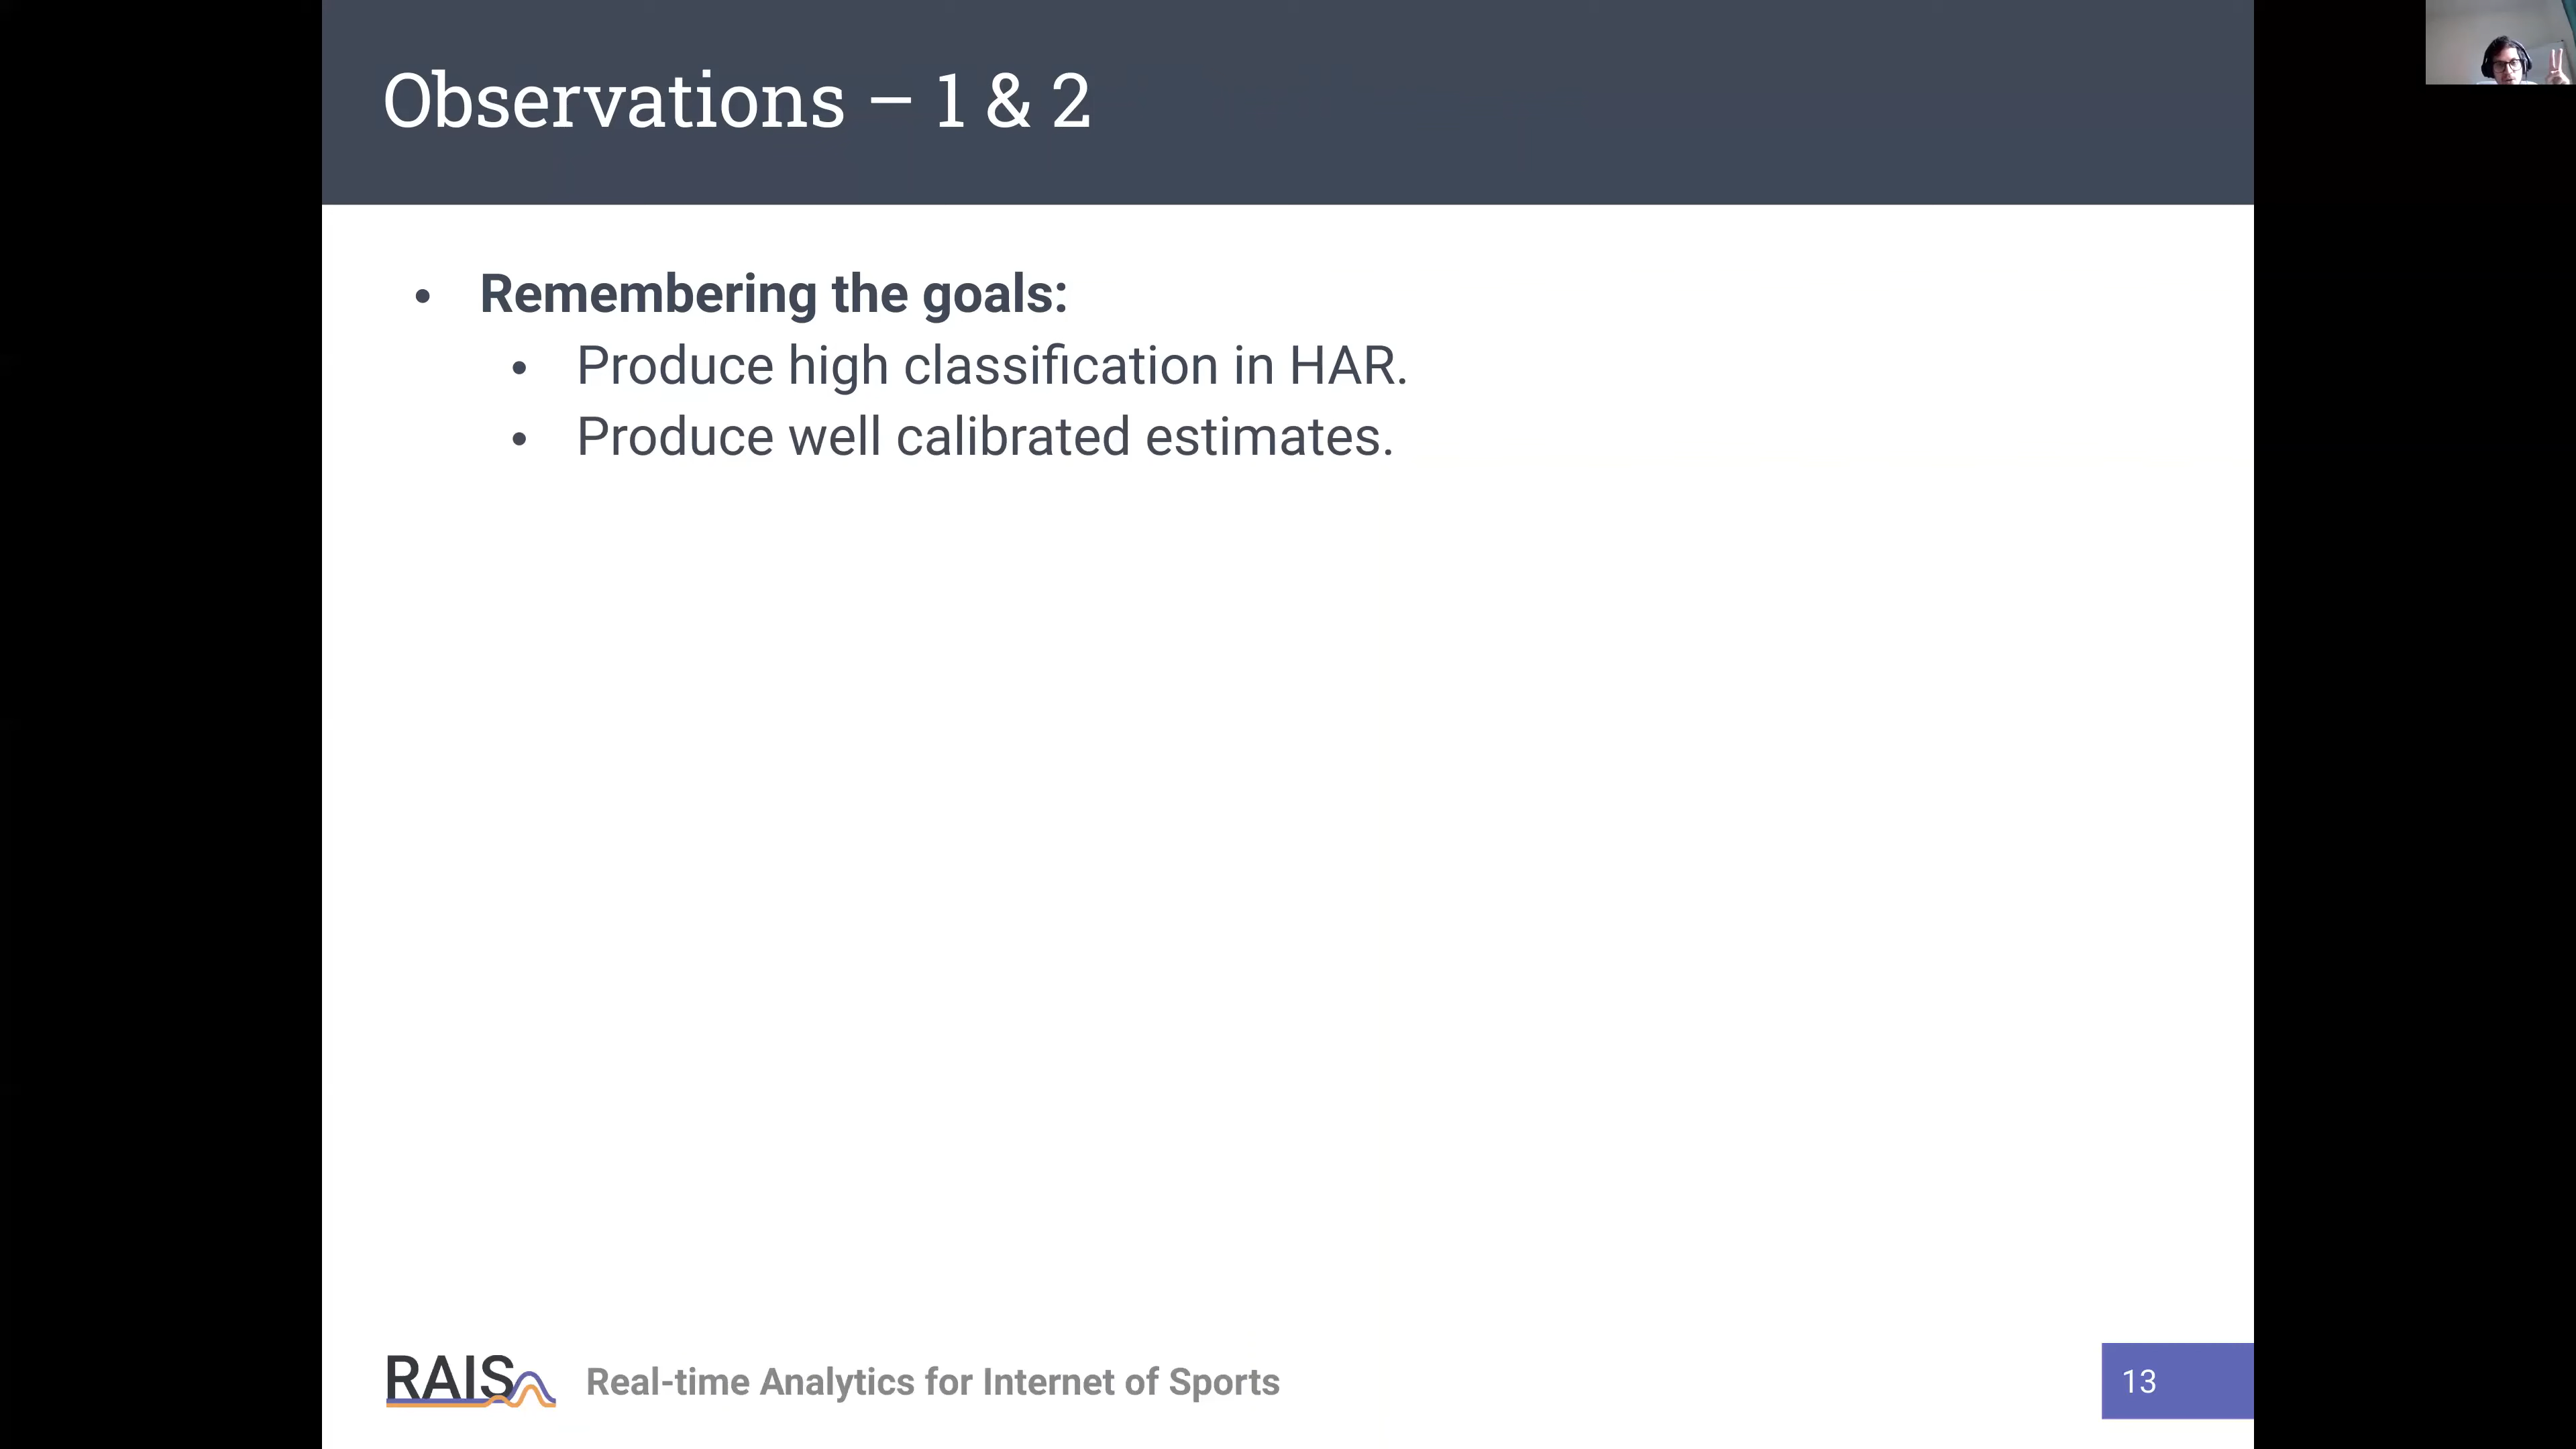 Observations – 1 & 2
• Remembering the goals:
• Produce high classification in HAR.
• Produce well calibrated estimates.
RAIS
Real-time Analytics for Internet of Sports
13